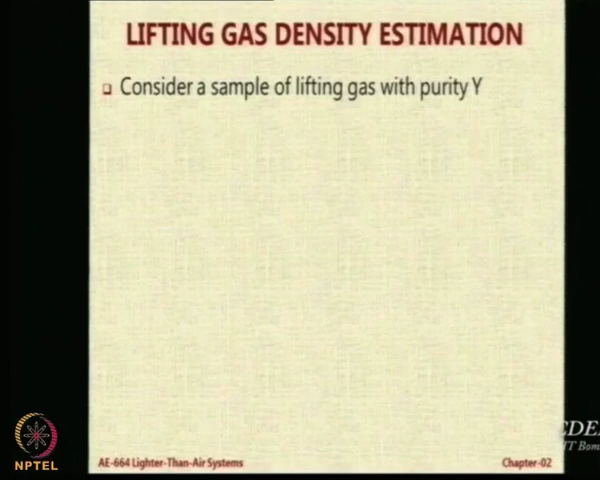 LIFTING GAS DENSITY ESTIMATION
Consider a sample of lifting gas with purity Y
NPTEL
AE-664 Lighter-Than-Air Systems
Chapter-02